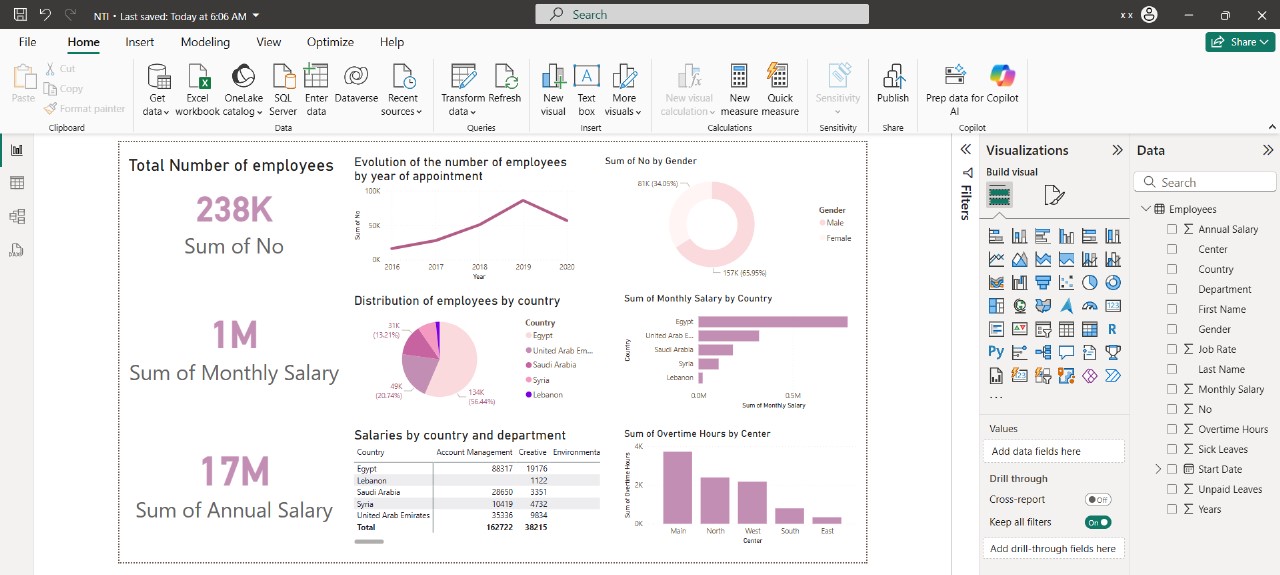 NTI • Last saved: Today at 6:06 AM
Search
x x
File
Home
Insert
Modeling
View
Optimize
Help
Share
Paste
Cut
Copy
Format painter
Clipboard
Get data
Excel workbook
OneLake catalog
SQL Server
Enter data
Dataverse
Recent sources
Data
Transform data
Refresh
Queries
New visual
Text box
More visuals
Insert
New visual calculation
New measure
Quick measure
Calculations
Sensitivity
Sensitivity
Publish
Share
Prep data for AI
Copilot
Copilot
Total Number of employees
238K
Sum of No
1M
Sum of Monthly Salary
17M
Sum of Annual Salary
Evolution of the number of employees
by year of appointment
Sum of No
100K
50K
0K
2016 2017 2018 2019 2020
Year
Sum of No by Gender
81K (34.05%)
157K (65.95%)
Gender
Male
Female
Distribution of employees by country
31K
(13.21%)
49K
(20.74%)
134K
(56.44%)
Country
Egypt
United Arab Em...
Saudi Arabia
Syria
Lebanon
Sum of Monthly Salary by Country
Country
Egypt
United Arab E...
Saudi Arabia
Syria
Lebanon
0.0M 0.5M
Sum of Monthly Salary
Salaries by country and department
Country Account Management Creative Environmenta
Egypt 88317 19176
Lebanon 1122
Saudi Arabia 28650 3351
Syria 10419 4732
United Arab Emirates 35336 9834
Total 162722 38215
Sum of Overtime Hours by Center
Sum of Overtime Hours
4K
2K
0K
Main North West South East
Center
Filters
Visualizations
Build visual
123
R
Py
...
Values
Add data fields here
Drill through
Cross-report
Off
Keep all filters
On
Add drill-through fields here
Data
Search
Employees
Annual Salary
Center
Country
Department
First Name
Gender
Job Rate
Last Name
Monthly Salary
No
Overtime Hours
Sick Leaves
Start Date
Unpaid Leaves
Years